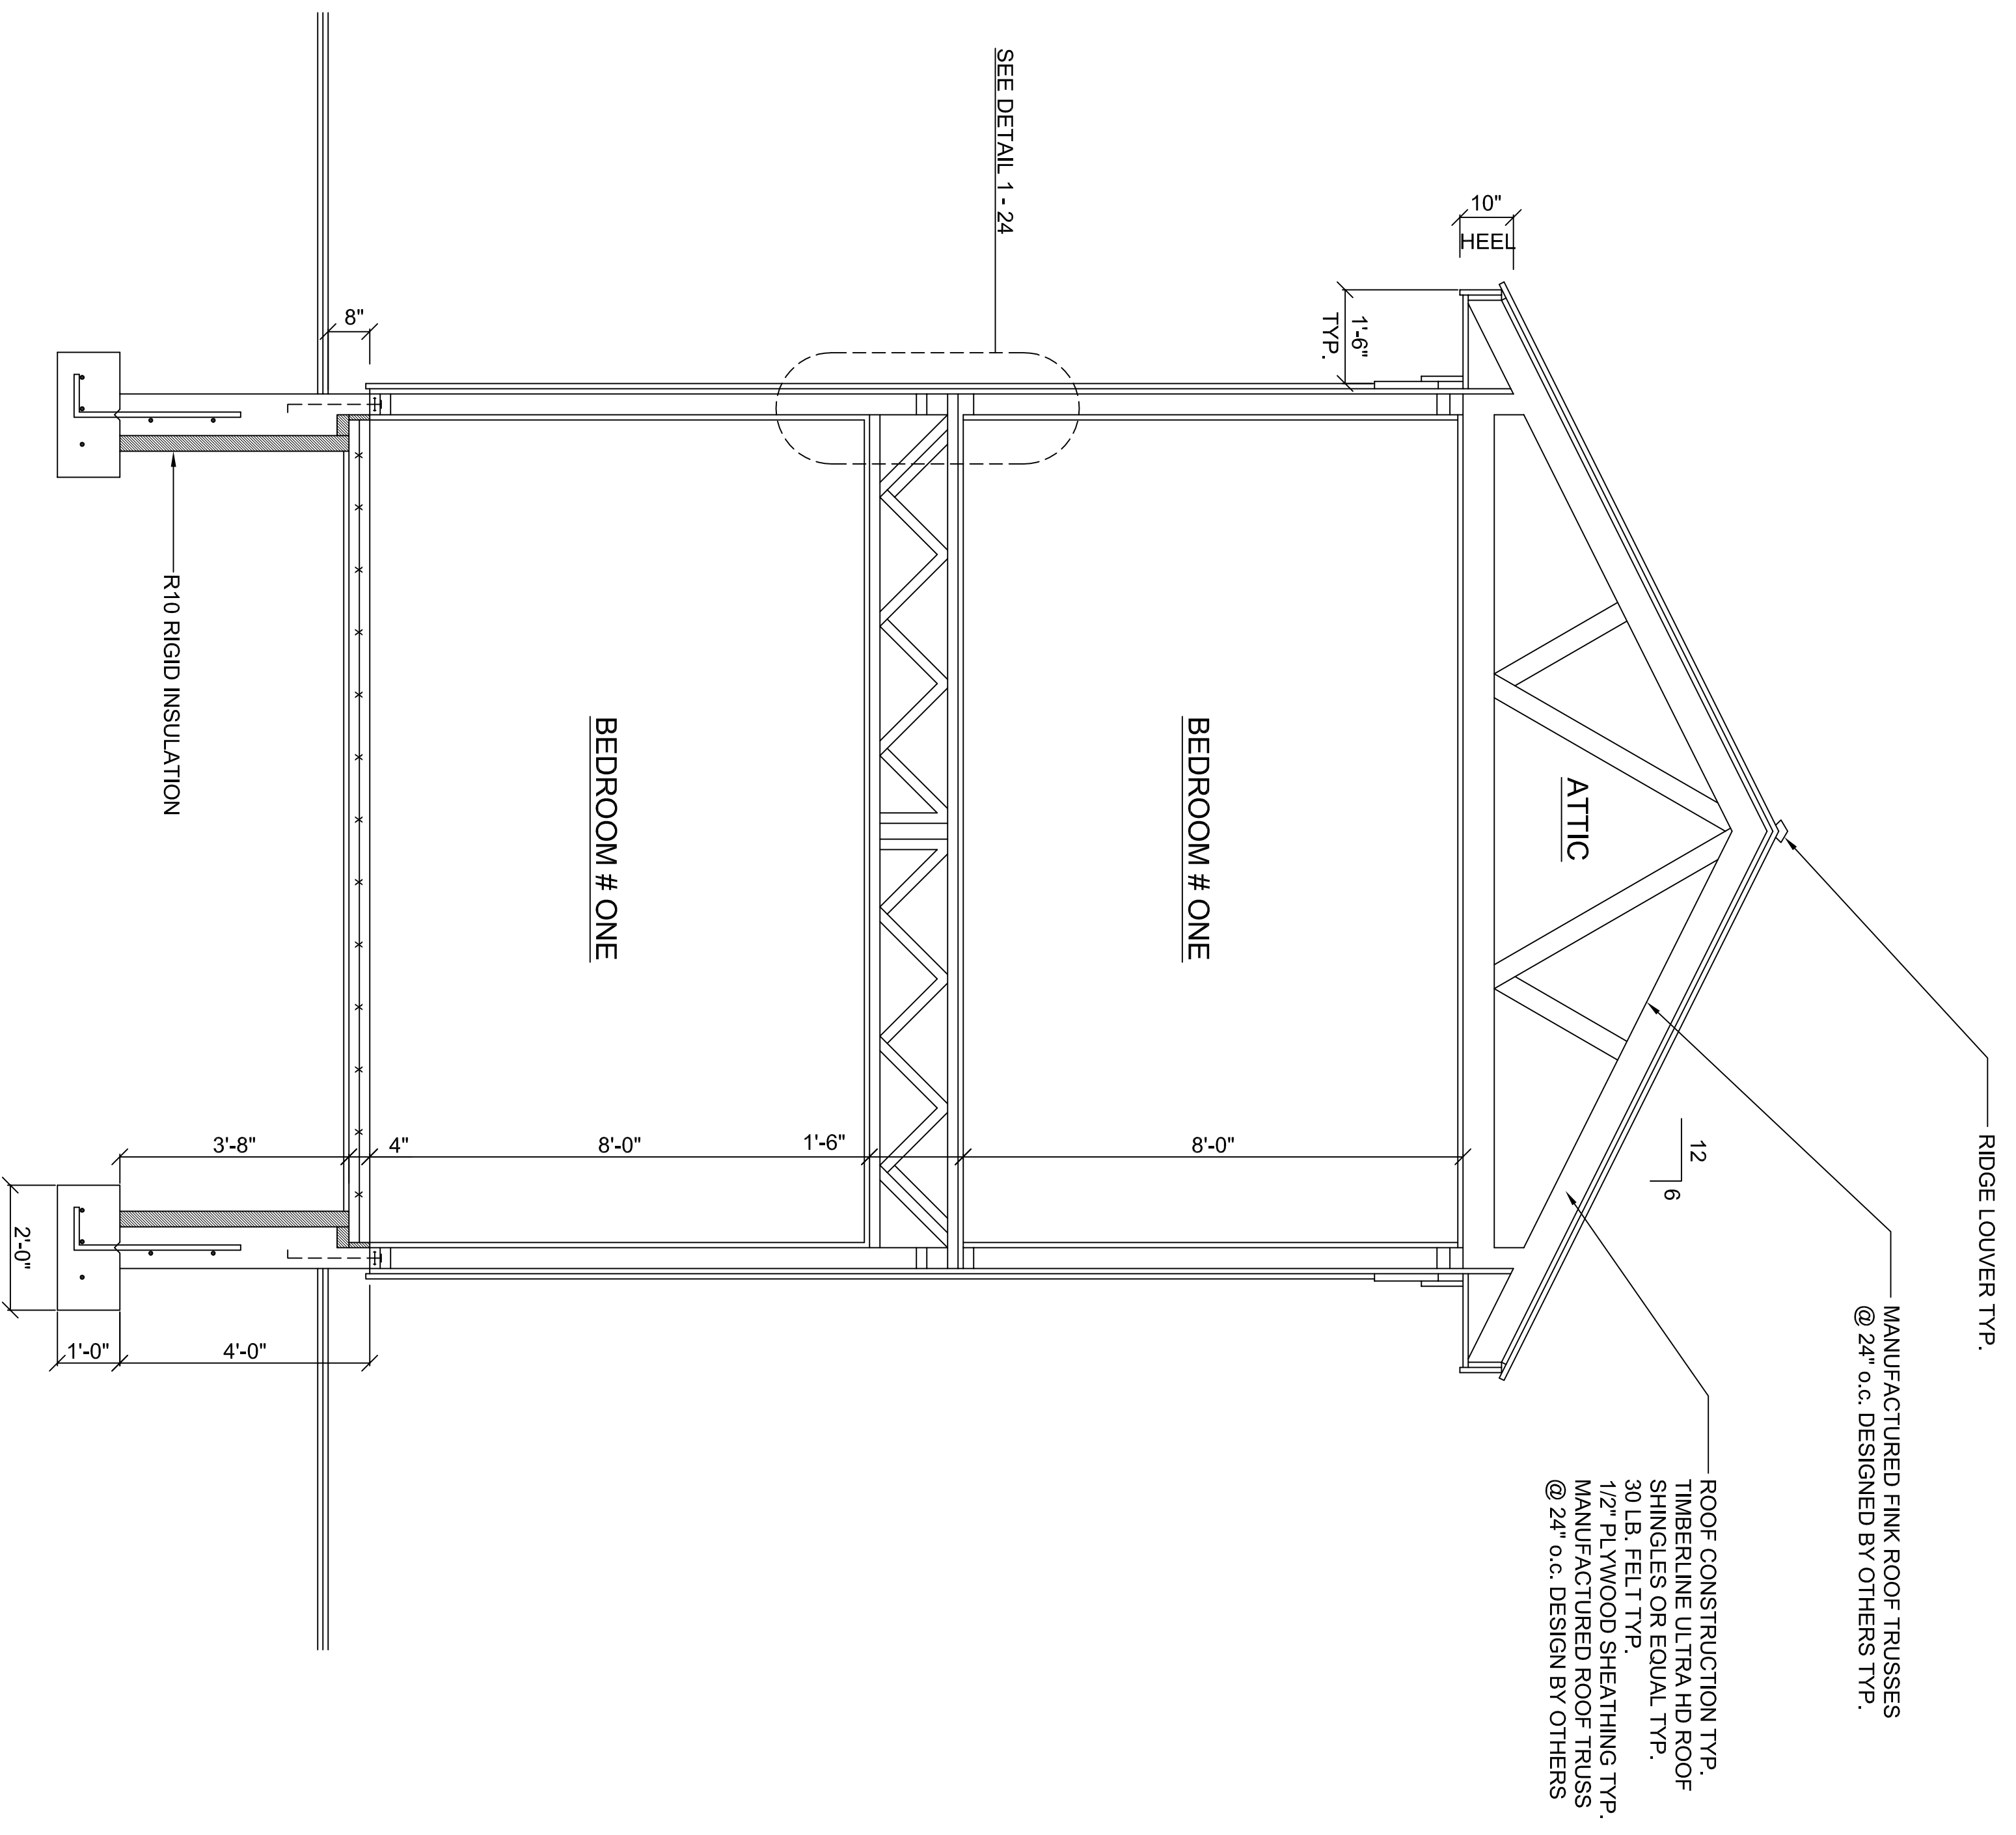 RIDGE LOUVER TYP.
MANUFACTURED FINK ROOF TRUSSES
@ 24" o.c. DESIGNED BY OTHERS TYP.
12
6
ROOF CONSTRUCTION TYP.
TIMBERLINE ULTRA HD ROOF
SHINGLES OR EQUAL TYP.
30 LB. FELT TYP.
1/2" PLYWOOD SHEATHING TYP.
MANUFACTURED ROOF TRUSS
@ 24" o.c. DESIGN BY OTHERS
ATTIC
10"
HEEL
1'-6"
TYP.
BEDROOM # ONE
8'-0"
SEE DETAIL 1 - 24
1'-6"
BEDROOM # ONE
8'-0"
4"
8"
3'-8"
R10 RIGID INSULATION
4'-0"
1'-0"
2'-0"